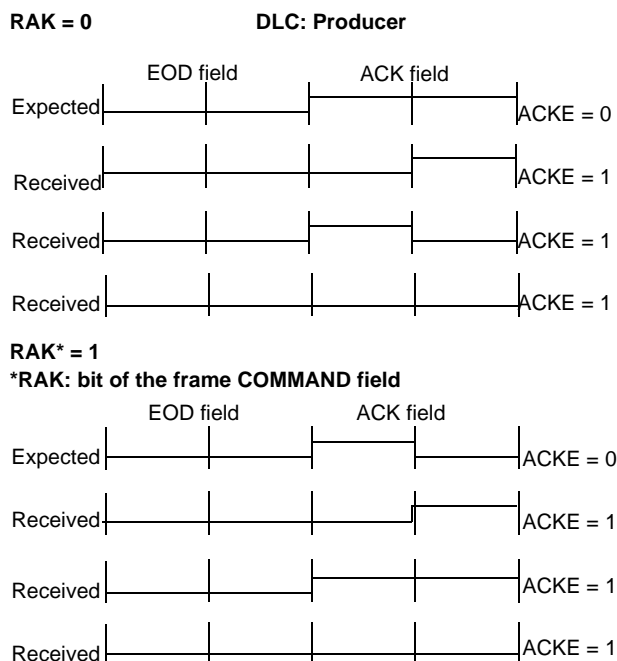 RAK = 0 DLC: Producer
EOD field ACK field
Expected ACKE = 0
Received ACKE = 1
Received ACKE = 1
Received ACKE = 1
RAK* = 1
*RAK: bit of the frame COMMAND field
EOD field ACK field
Expected ACKE = 0
Received ACKE = 1
Received ACKE = 1
Received ACKE = 1